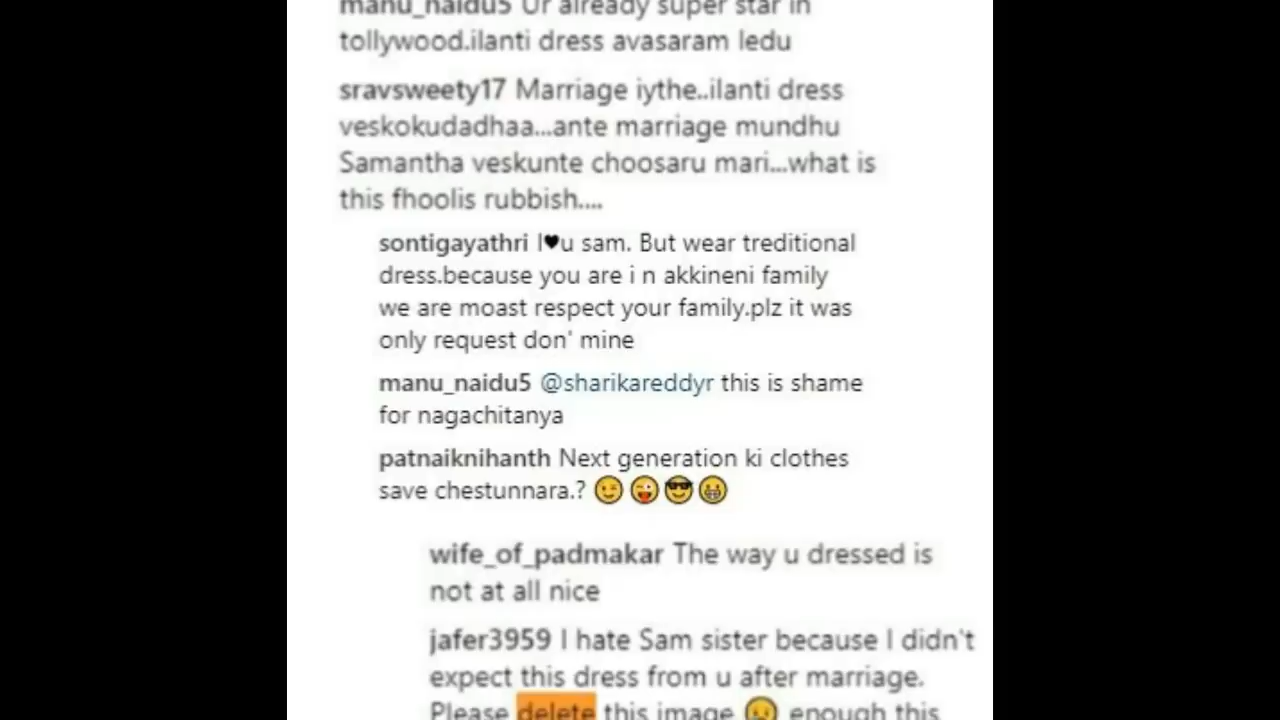 manu_naidu5 Ur already super star in
tollywood.ilanti dress avasaram ledu
sravsweety17 Marriage iythe..ilanti dress
veskokudadhaa...ante marriage mundhu
Samantha veskunte choosaru mari...what is
this fhoolis rubbish....
sontigayathri I♥u sam. But wear treditional
dress.because you are i n akkineni family
we are moast respect your family.plz it was
only request don' mine
manu_naidu5 @sharikareddyr this is shame
for nagachitanya
patnaiknihanth Next generation ki clothes
save chestunnara.? 😉😜😎😁
wife_of_padmakar The way u dressed is
not at all nice
jafer3959 I hate Sam sister because I didn't
expect this dress from u after marriage.
Please delete this image 😢 enough this